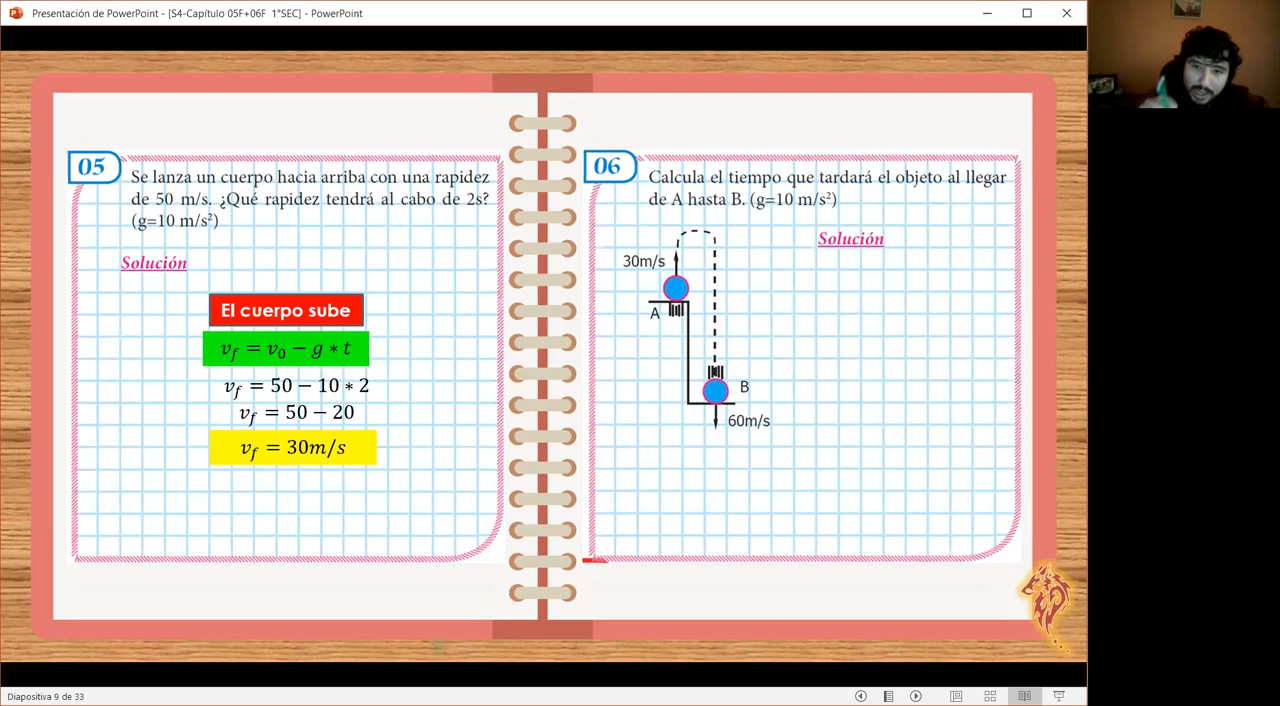 Presentación de PowerPoint - [S4-Capítulo 05F+06F 1°SEC] - PowerPoint
05
Se lanza un cuerpo hacia arriba con una rapidez
de 50 m/s. ¿Qué rapidez tendrá al cabo de 2s?
(g=10 m/s²)
Solución
El cuerpo sube
v_f = v_0 − g ∗ t
v_f = 50 − 10 ∗ 2
v_f = 50 − 20
v_f = 30m/s
06
Calcula el tiempo que tardará el objeto al llegar
de A hasta B. (g=10 m/s²)
Solución
30m/s
A
B
60m/s
Diapositiva 9 de 33